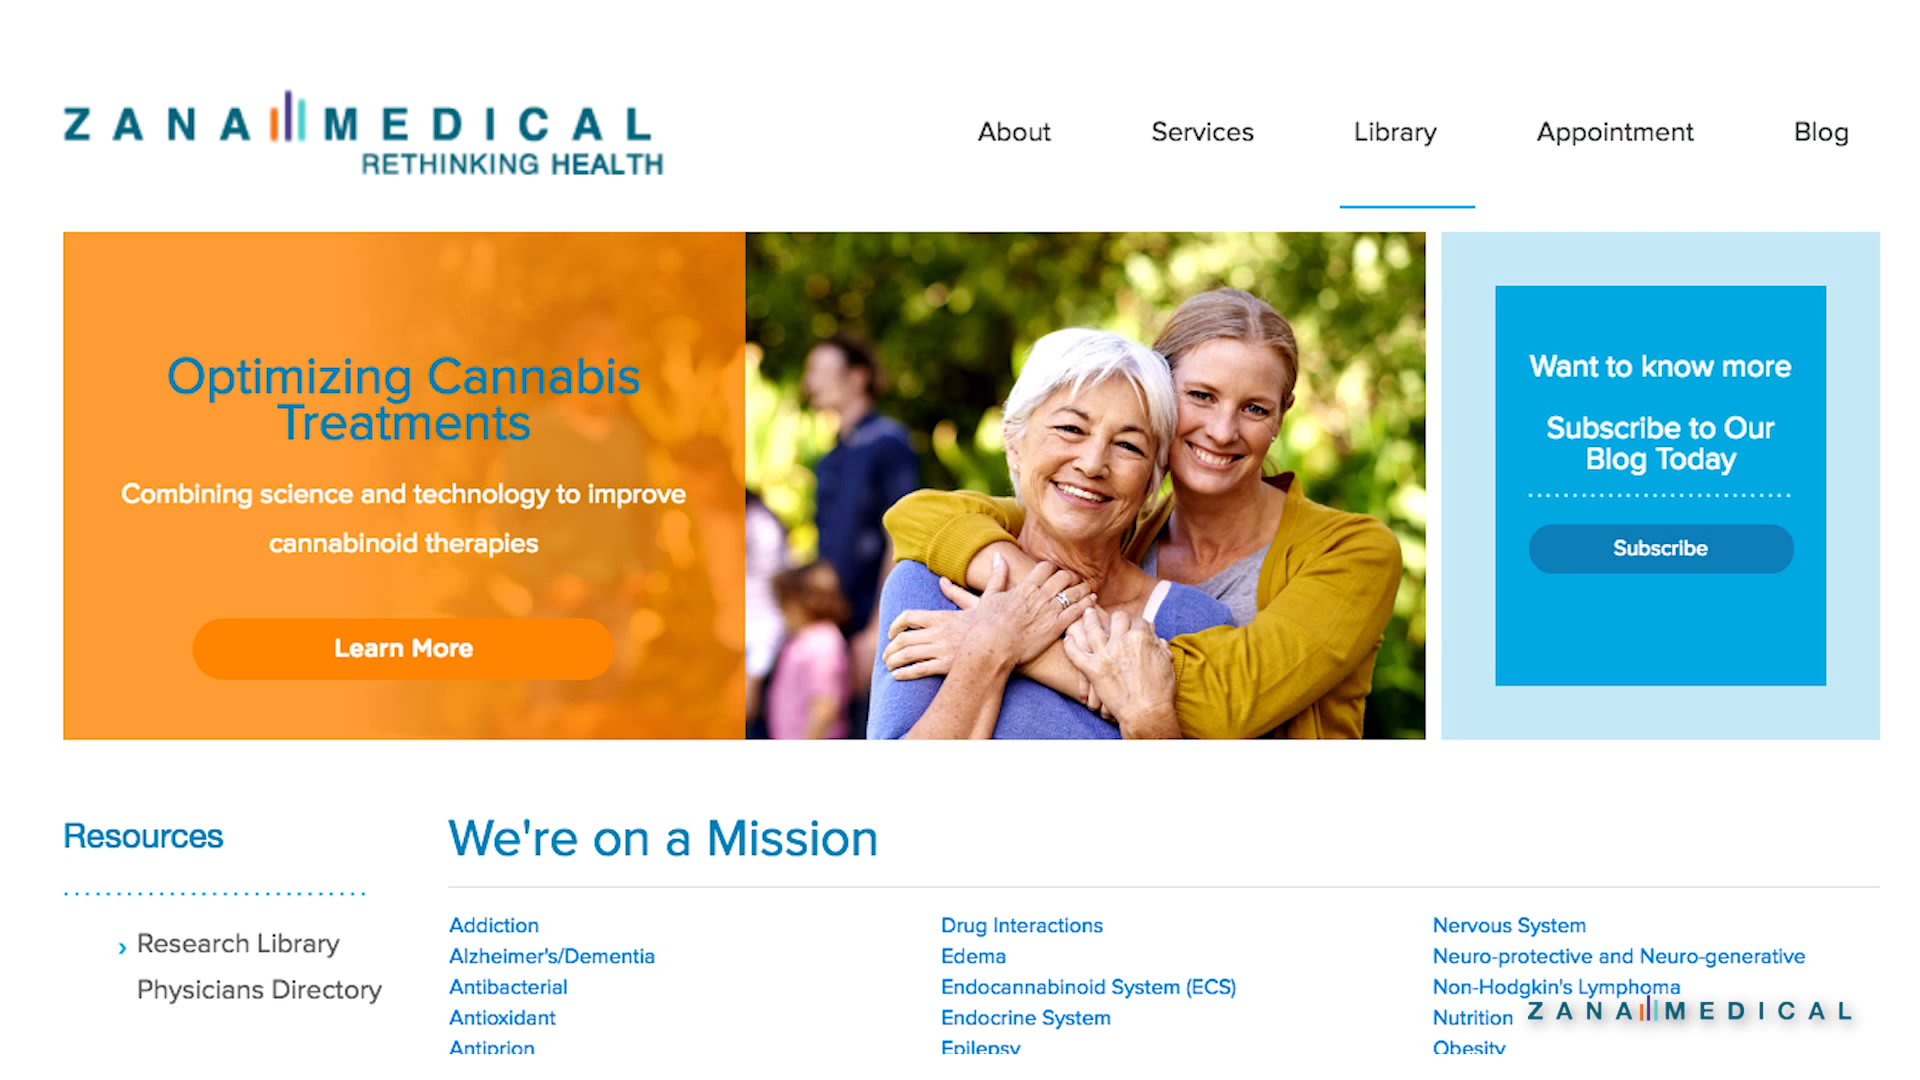 ZANA MEDICAL
RETHINKING HEALTH
About
Services
Library
Appointment
Blog
Optimizing Cannabis
Treatments
Combining science and technology to improve
cannabinoid therapies
Learn More
Want to know more
Subscribe to Our
Blog Today
Subscribe
Resources
› Research Library
Physicians Directory
We're on a Mission
Addiction
Alzheimer's/Dementia
Antibacterial
Antioxidant
Antiprion
Drug Interactions
Edema
Endocannabinoid System (ECS)
Endocrine System
Epilepsy
Nervous System
Neuro-protective and Neuro-generative
Non-Hodgkin's Lymphoma
Nutrition
Obesity
ZANA MEDICAL